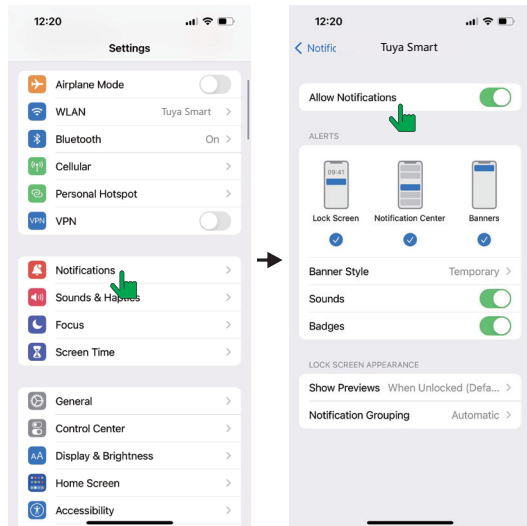 12:20
Settings
Airplane Mode
WLAN Tuya Smart
Bluetooth On
Cellular
Personal Hotspot
VPN VPN
Notifications
Sounds & Haptics
Focus
Screen Time
General
Control Center
AA Display & Brightness
Home Screen
Accessibility
12:20
Notific Tuya Smart
Allow Notifications
ALERTS
09:41
Lock Screen Notification Center Banners
Banner Style Temporary
Sounds
Badges
LOCK SCREEN APPEARANCE
Show Previews When Unlocked (Defa...
Notification Grouping Automatic